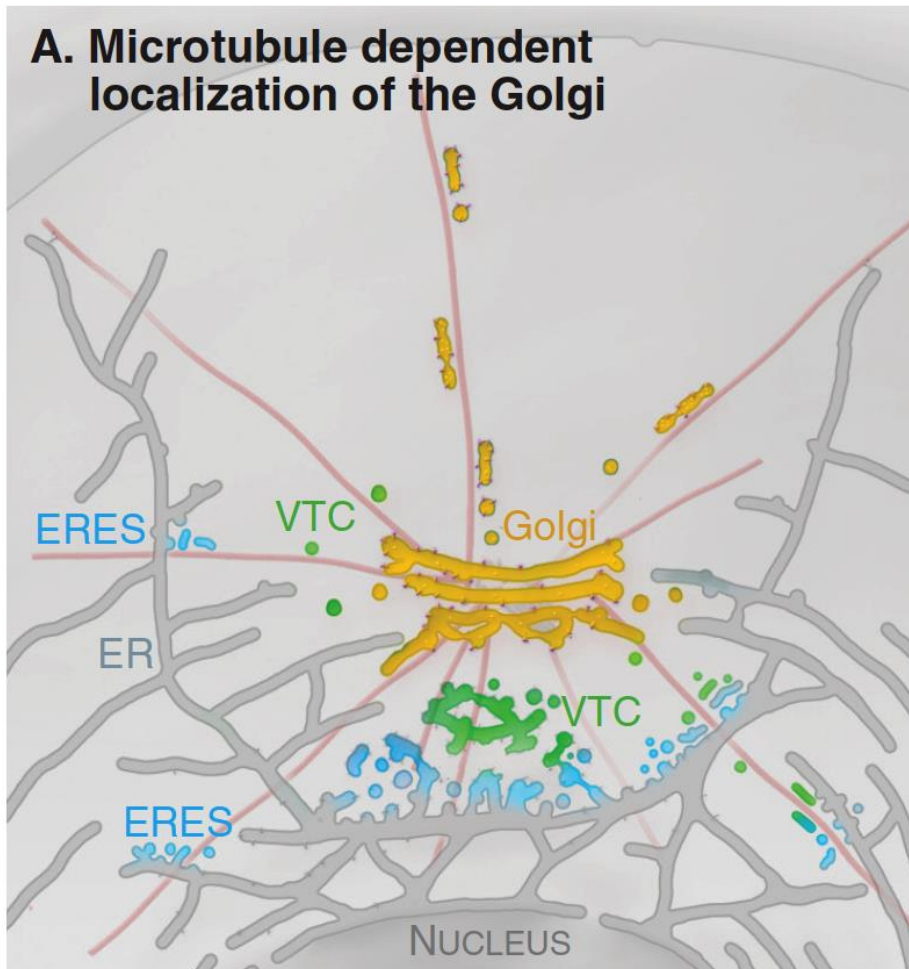 A. Microtubule dependent
localization of the Golgi
ERES
VTC
Golgi
ER
VTC
ERES
NUCLEUS